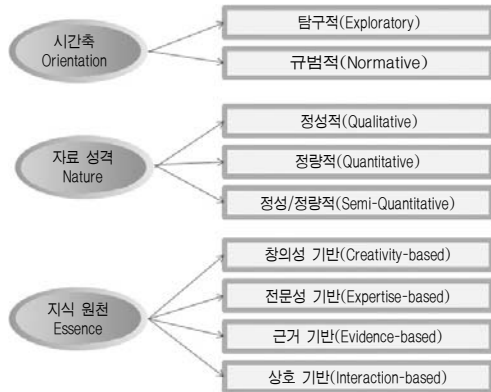 시간축
Orientation
탐구적(Exploratory)
규범적(Normative)
자료 성격
Nature
정성적(Qualitative)
정량적(Quantitative)
정성/정량적(Semi-Quantitative)
지식 원천
Essence
창의성 기반(Creativity-based)
전문성 기반(Expertise-based)
근거 기반(Evidence-based)
상호 기반(Interaction-based)